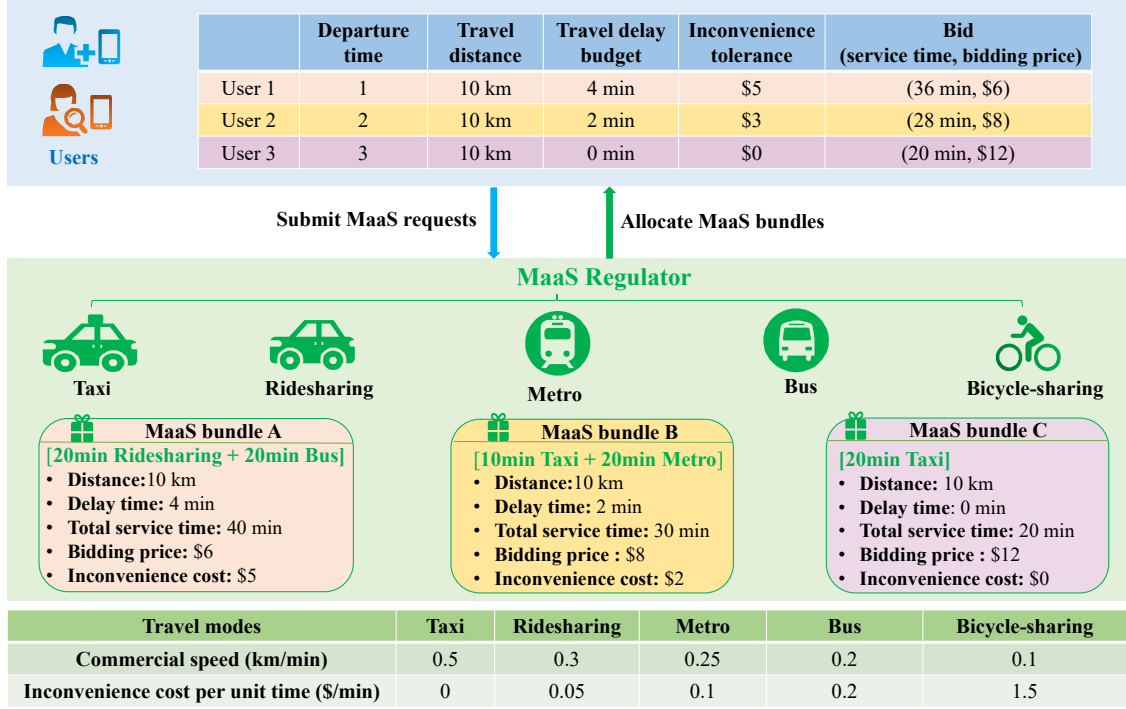 Departure time Travel distance Travel delay budget Inconvenience tolerance Bid (service time, bidding price)
User 1 1 10 km 4 min $5 (36 min, $6)
User 2 2 10 km 2 min $3 (28 min, $8)
User 3 3 10 km 0 min $0 (20 min, $12)
Users
Submit MaaS requests
Allocate MaaS bundles
MaaS Regulator
Taxi
Ridesharing
Metro
Bus
Bicycle-sharing
MaaS bundle A
[20min Ridesharing + 20min Bus]
• Distance:10 km
• Delay time: 4 min
• Total service time: 40 min
• Bidding price: $6
• Inconvenience cost: $5
MaaS bundle B
[10min Taxi + 20min Metro]
• Distance:10 km
• Delay time: 2 min
• Total service time: 30 min
• Bidding price : $8
• Inconvenience cost: $2
MaaS bundle C
[20min Taxi]
• Distance: 10 km
• Delay time: 0 min
• Total service time: 20 min
• Bidding price : $12
• Inconvenience cost: $0
Travel modes Taxi Ridesharing Metro Bus Bicycle-sharing
Commercial speed (km/min) 0.5 0.3 0.25 0.2 0.1
Inconvenience cost per unit time ($/min) 0 0.05 0.1 0.2 1.5